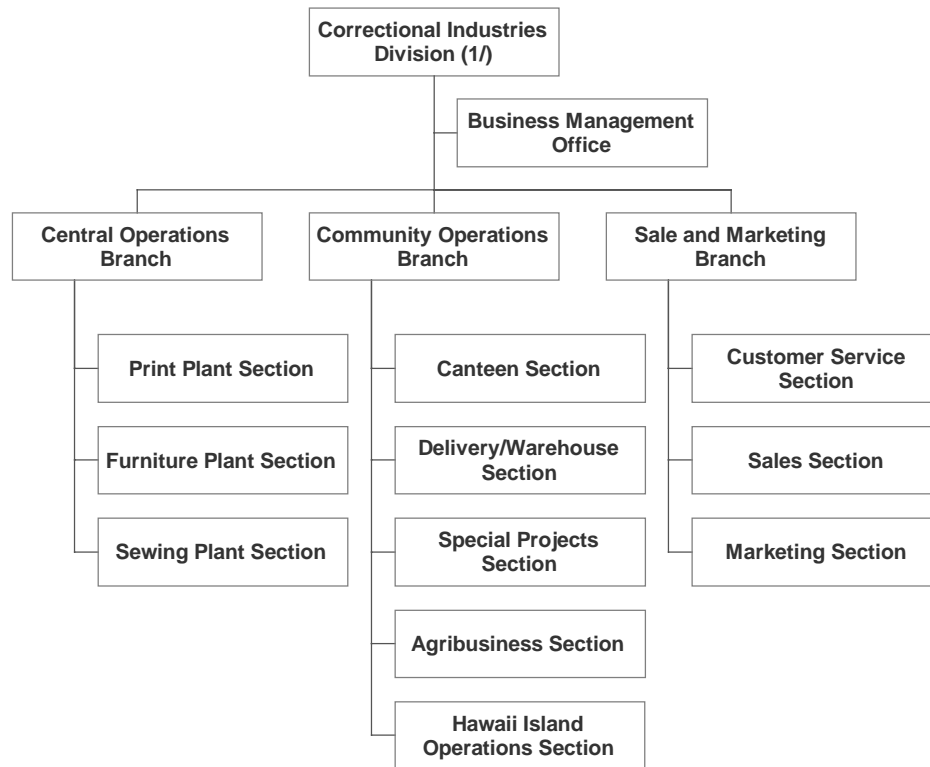 Correctional Industries
Division (1/)
Business Management
Office
Central Operations
Branch
Community Operations
Branch
Sale and Marketing
Branch
Print Plant Section
Furniture Plant Section
Sewing Plant Section
Canteen Section
Delivery/Warehouse
Section
Special Projects
Section
Agribusiness Section
Hawaii Island
Operations Section
Customer Service
Section
Sales Section
Marketing Section